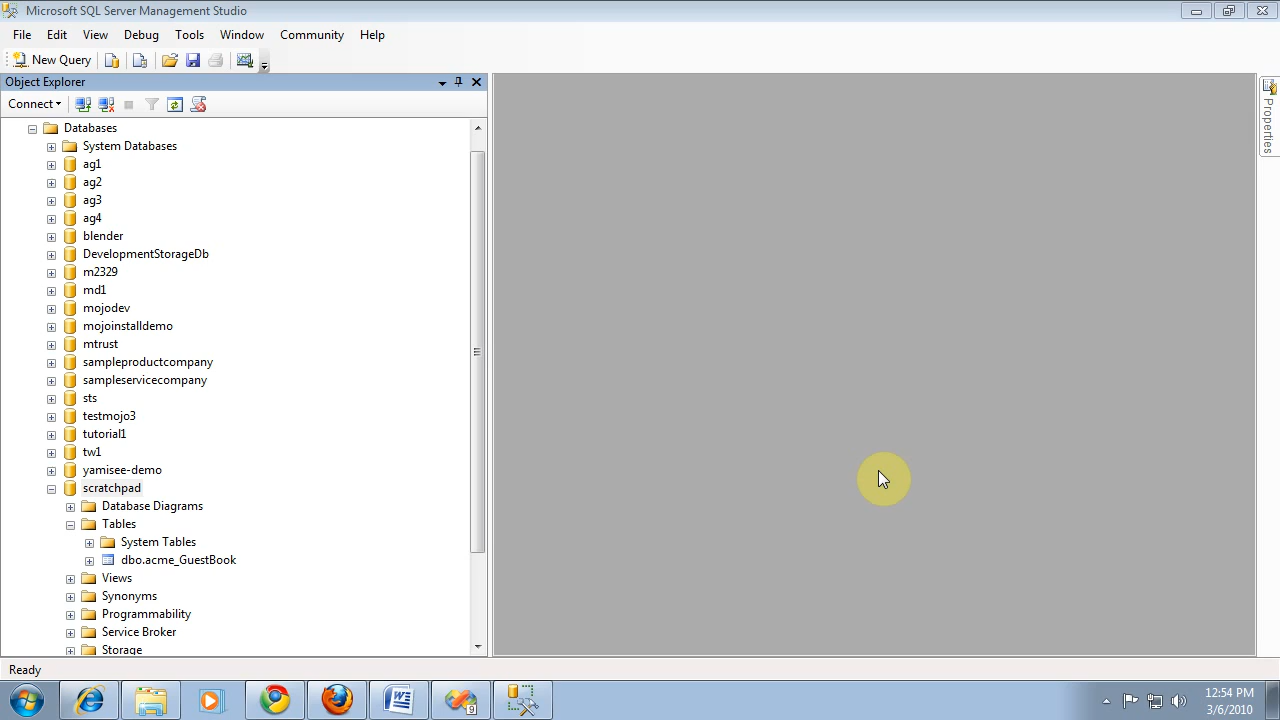 Microsoft SQL Server Management Studio
File Edit View Debug Tools Window Community Help
New Query
Object Explorer
Connect
Databases
System Databases
ag1
ag2
ag3
ag4
blender
DevelopmentStorageDb
m2329
md1
mojodev
mojoinstalldemo
mtrust
sampleproductcompany
sampleservicecompany
sts
testmojo3
tutorial1
tw1
yamisee-demo
scratchpad
Database Diagrams
Tables
System Tables
dbo.acme_GuestBook
Views
Synonyms
Programmability
Service Broker
Storage
Properties
Ready
W
9
12:54 PM
3/6/2010